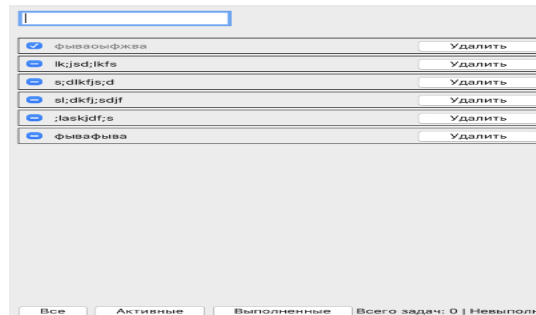 фываоыфжва Удалить
lk;jsd;lkfs Удалить
s;dlkfjs;d Удалить
sl;dkfj;sdjf Удалить
;laskjdf;s Удалить
фывафыва Удалить
Все Активные Выполненные Всего задач: 0 | Невыполн